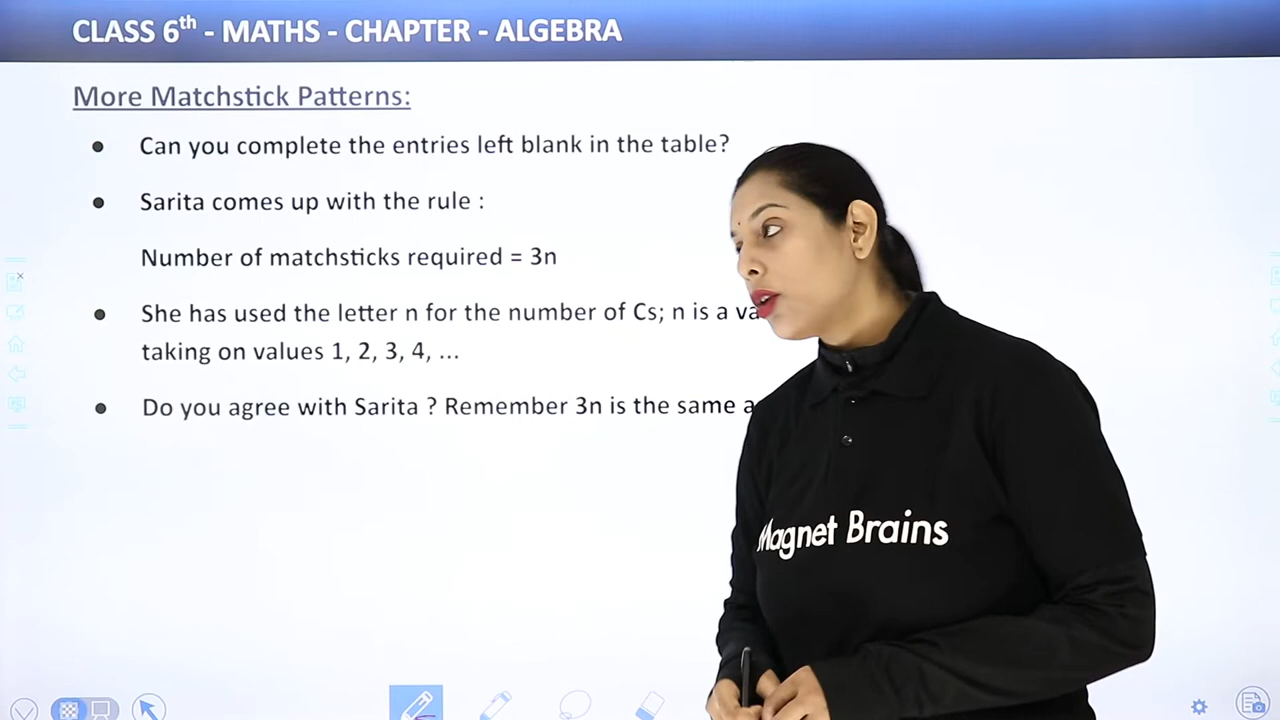 CLASS 6th - MATHS - CHAPTER - ALGEBRA
More Matchstick Patterns:
● Can you complete the entries left blank in the table?
● Sarita comes up with the rule :
Number of matchsticks required = 3n
● She has used the letter n for the number of Cs; n is a
taking on values 1, 2, 3, 4, ...
● Do you agree with Sarita ? Remember 3n is the same
Magnet Brains